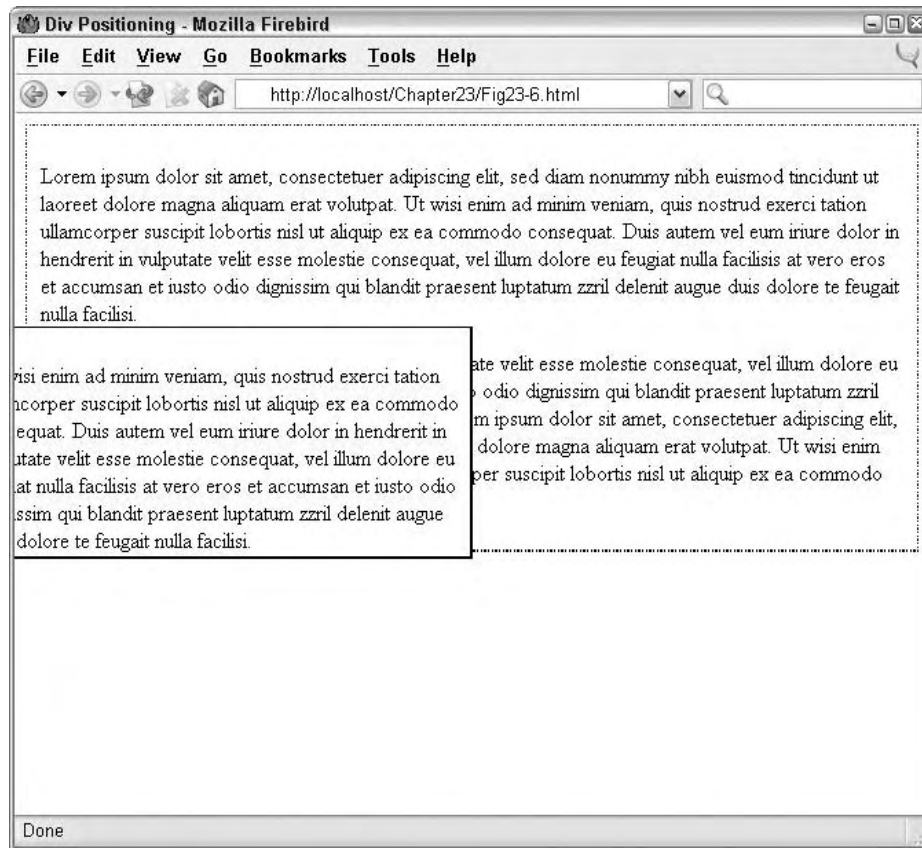 Div Positioning - Mozilla Firebird
File Edit View Go Bookmarks Tools Help
http://localhost/Chapter23/Fig23-6.html
Lorem ipsum dolor sit amet, consectetuer adipiscing elit, sed diam nonummy nibh euismod tincidunt ut
laoreet dolore magna aliquam erat volutpat. Ut wisi enim ad minim veniam, quis nostrud exerci tation
ullamcorper suscipit lobortis nisl ut aliquip ex ea commodo consequat. Duis autem vel eum iriure dolor in
hendrerit in vulputate velit esse molestie consequat, vel illum dolore eu feugiat nulla facilisis at vero eros
et accumsan et iusto odio dignissim qui blandit praesent luptatum zzril delenit augue duis dolore te feugait
nulla facilisi.
ate velit esse molestie consequat, vel illum dolore eu
odio dignissim qui blandit praesent luptatum zzril
m ipsum dolor sit amet, consectetuer adipiscing elit,
dolore magna aliquam erat volutpat. Ut wisi enim
per suscipit lobortis nisl ut aliquip ex ea commodo
visi enim ad minim veniam, quis nostrud exerci tation
ncorper suscipit lobortis nisl ut aliquip ex ea commodo
equat. Duis autem vel eum iriure dolor in hendrerit in
utate velit esse molestie consequat, vel illum dolore eu
iat nulla facilisis at vero eros et accumsan et iusto odio
ssim qui blandit praesent luptatum zzril delenit augue
dolore te feugait nulla facilisi.
Done